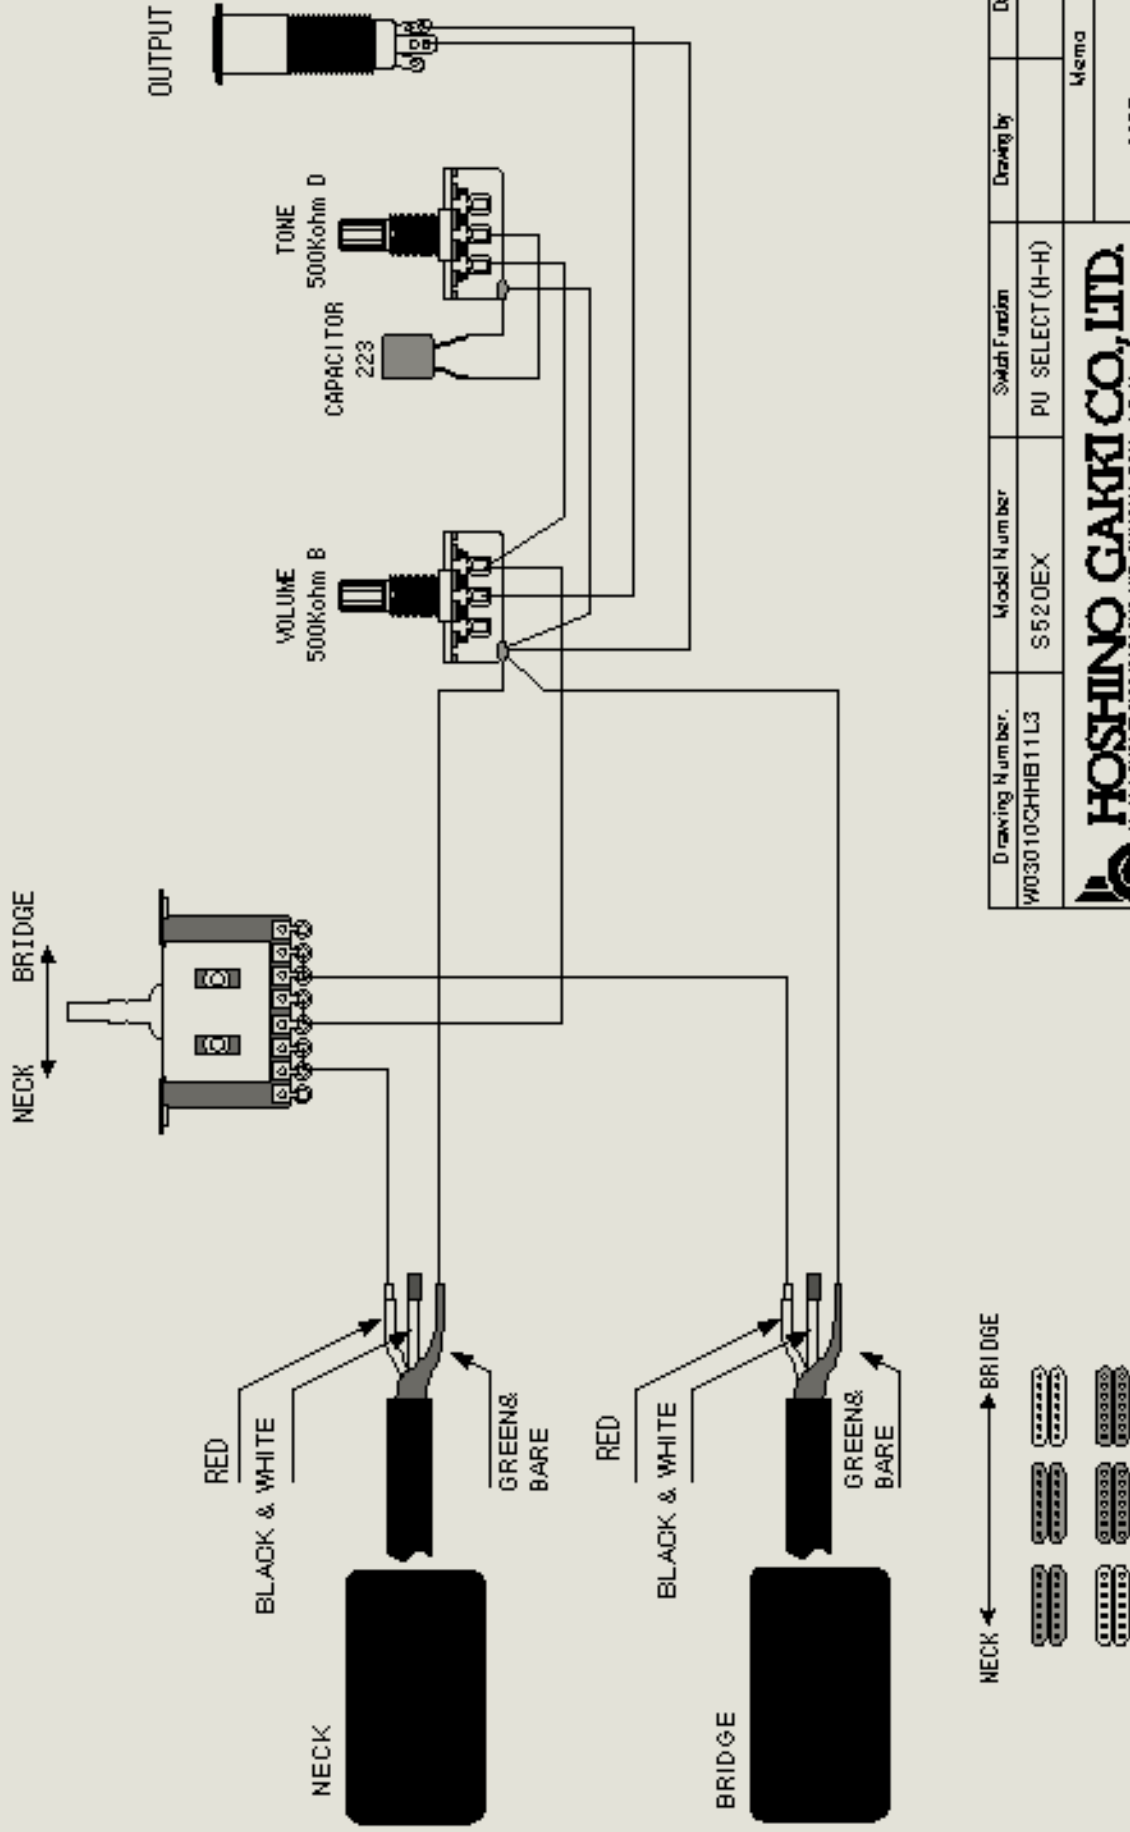 NECK
BRIDGE
OUTPUT
VOLUME
500Kohm B
CAPACITOR
223
TONE
500Kohm D
NECK
RED
BLACK & WHITE
GREEN&
BARE
BRIDGE
RED
BLACK & WHITE
GREEN&
BARE
NECK
BRIDGE
Drawing Number.
Model Number
Switch Function
Drawing by
W03010CHHB11L3
S520EX
PU SELECT(H-H)
Memo
HOSHINO GAKKI CO.,LTD.